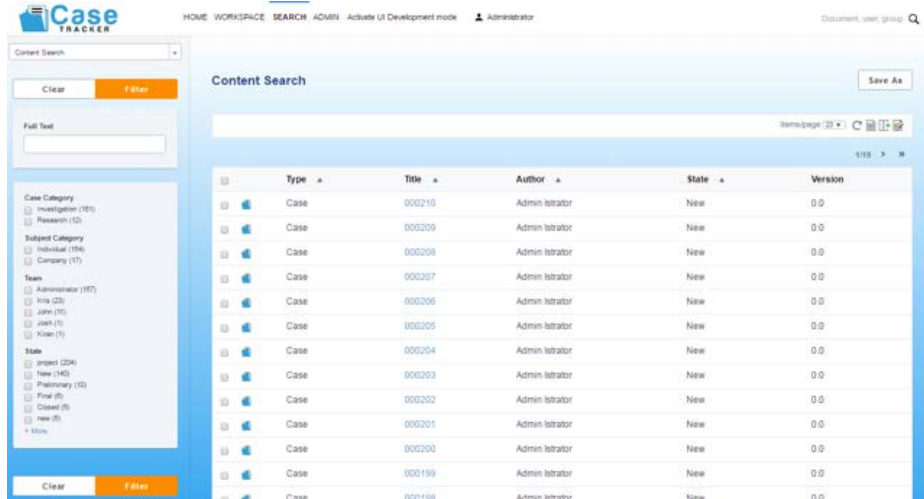 Case
TRACKER
HOME WORKSPACE SEARCH ADMIN Activate UI Development mode Administrator
Document, user, group
Content Search
Clear Filter
Full Text
Case Category
Investigation (161)
Research (12)
Subject Category
Individual (154)
Company (17)
Team
Administrator (157)
Kris (23)
John (11)
Josh (1)
Kiran (1)
State
project (204)
New (140)
Preliminary (10)
Final (6)
Closed (5)
new (5)
+ More
Clear Filter
Content Search
Save As
Items/page 20
Type Title Author State Version
Case 000210 Admin Istrator New 0.0
Case 000209 Admin Istrator New 0.0
Case 000208 Admin Istrator New 0.0
Case 000207 Admin Istrator New 0.0
Case 000206 Admin Istrator New 0.0
Case 000205 Admin Istrator New 0.0
Case 000204 Admin Istrator New 0.0
Case 000203 Admin Istrator New 0.0
Case 000202 Admin Istrator New 0.0
Case 000201 Admin Istrator New 0.0
Case 000200 Admin Istrator New 0.0
Case 000199 Admin Istrator New 0.0
Case 000198 Admin Istrator New 0.0